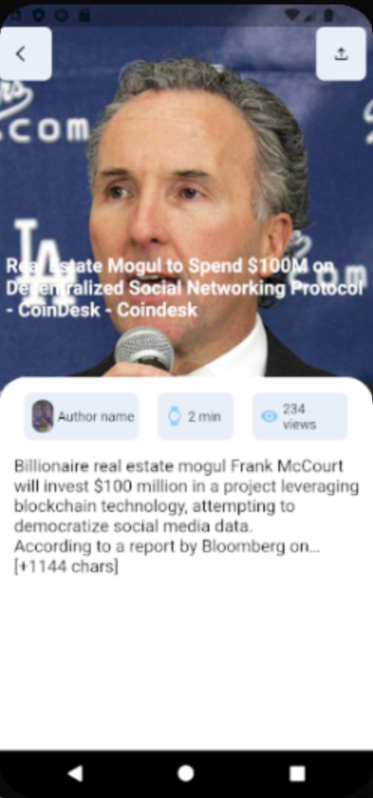 .com
LA
Real Estate Mogul to Spend $100M on
Decentralized Social Networking Protocol
- CoinDesk - Coindesk
Author name
2 min
234
views
Billionaire real estate mogul Frank McCourt
will invest $100 million in a project leveraging
blockchain technology, attempting to
democratize social media data.
According to a report by Bloomberg on…
[+1144 chars]